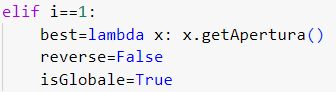 elif i==1:
    best=lambda x: x.getApertura()
    reverse=False
    isGlobale=True